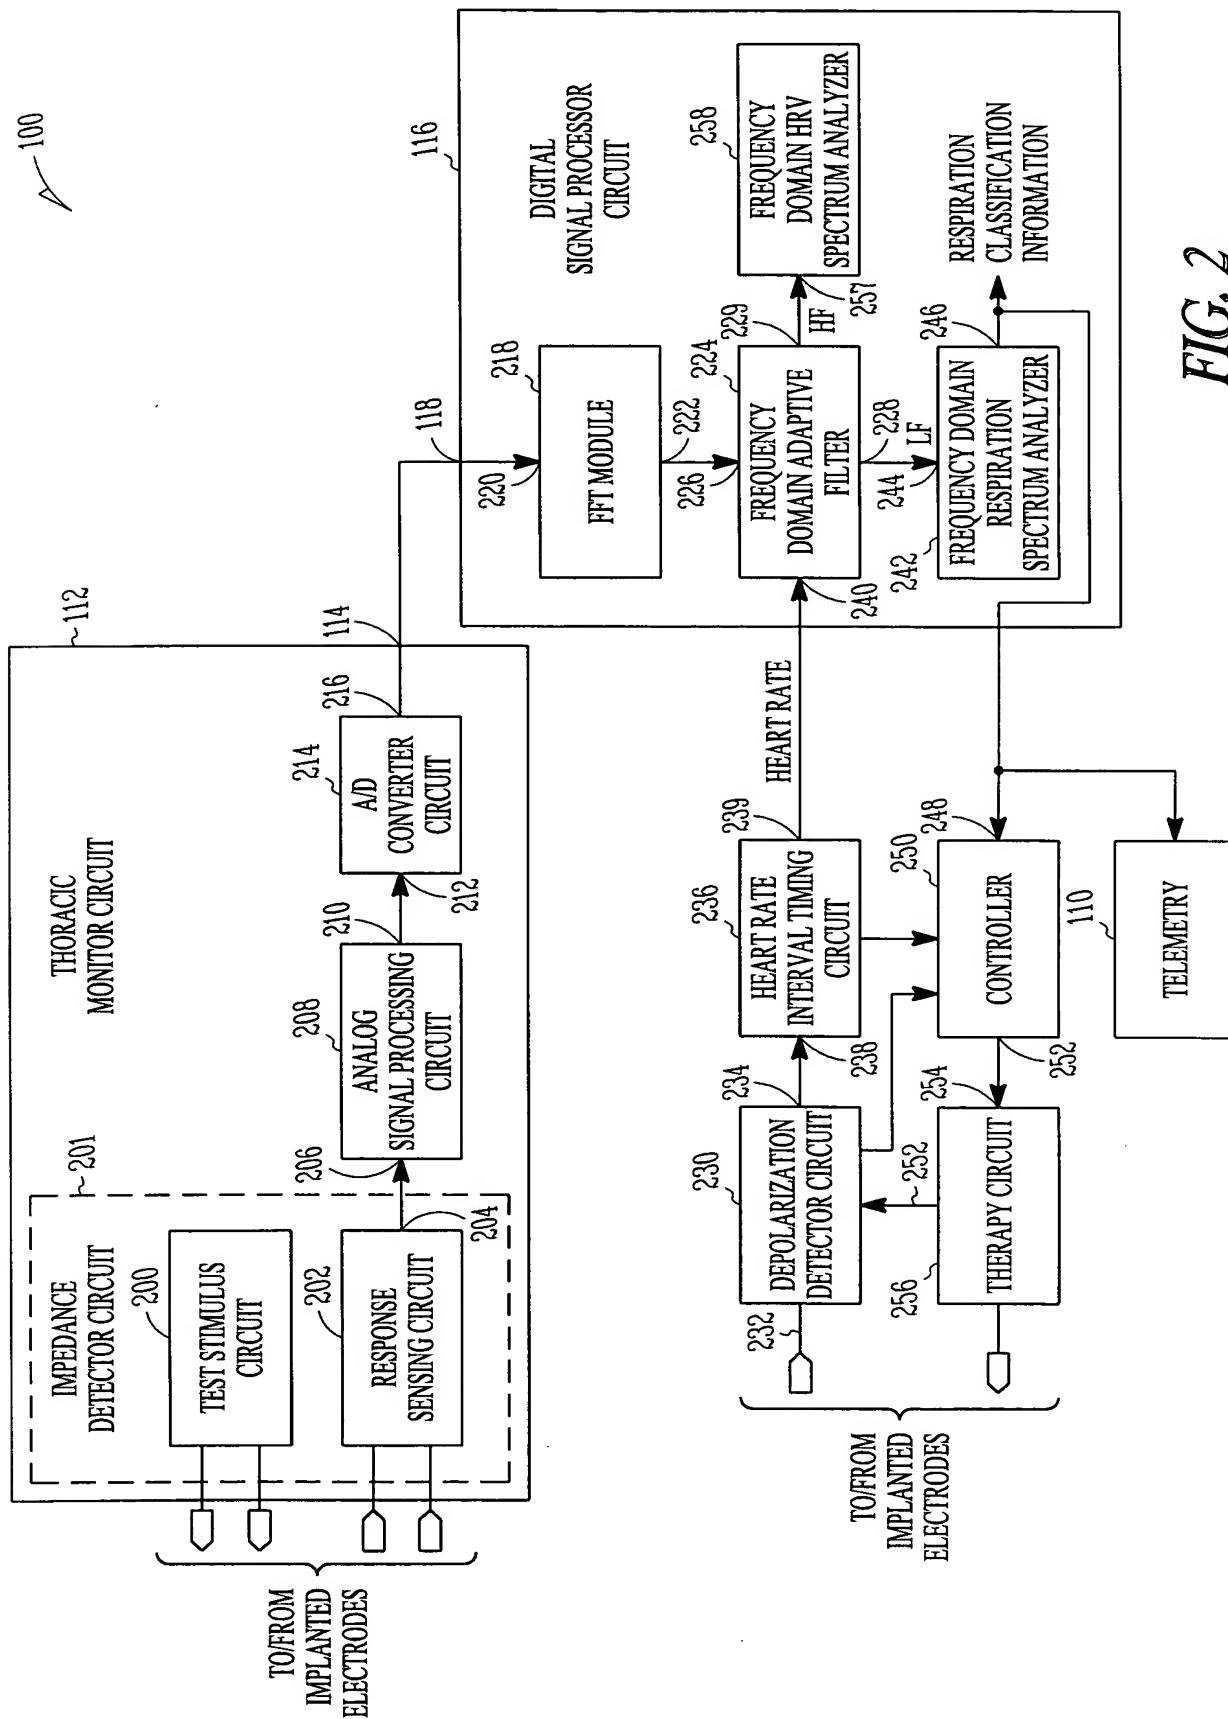 100
112
THORACIC
MONITOR CIRCUIT
201
IMPEDANCE
DETECTOR CIRCUIT
200
TEST STIMULUS
CIRCUIT
202
RESPONSE
SENSING CIRCUIT
204
206
208
ANALOG
SIGNAL PROCESSING
CIRCUIT
210
212
214
A/D
CONVERTER
CIRCUIT
216
114
TO/FROM
IMPLANTED
ELECTRODES
116
DIGITAL
SIGNAL PROCESSOR
CIRCUIT
118
220
218
FFT MODULE
222
226
224
FREQUENCY
DOMAIN ADAPTIVE
FILTER
229
HF
257
258
FREQUENCY
DOMAIN HRV
SPECTRUM ANALYZER
228
LF
244
242
FREQUENCY DOMAIN
RESPIRATION
SPECTRUM ANALYZER
246
RESPIRATION
CLASSIFICATION
INFORMATION
240
HEART RATE
239
236
HEART RATE
INTERVAL TIMING
CIRCUIT
238
234
230
DEPOLARIZATION
DETECTOR CIRCUIT
232
248
250
CONTROLLER
252
254
252
256
THERAPY CIRCUIT
110
TELEMETRY
TO/FROM
IMPLANTED
ELECTRODES
FIG. 2